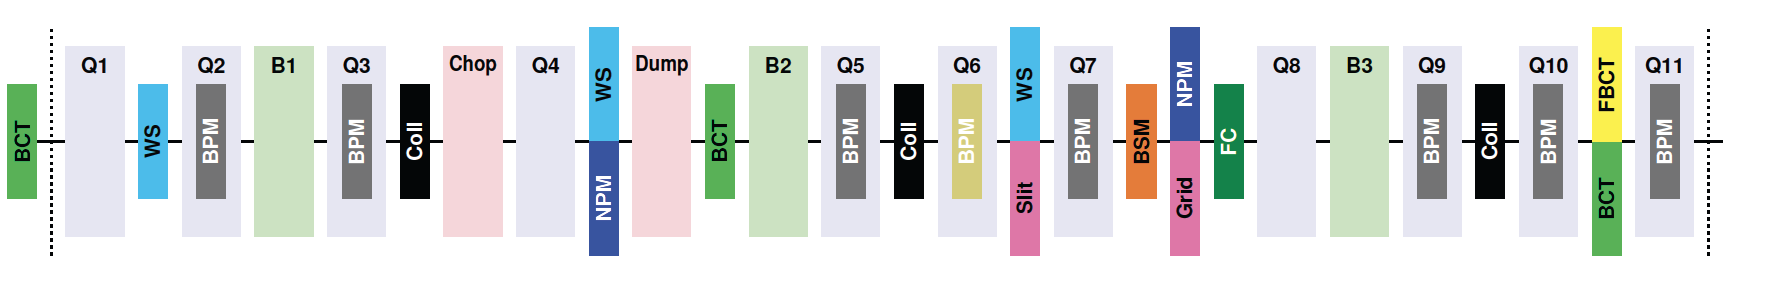 BCT
Q1
WS
Q2
BPM
B1
Q3
BPM
Coll
Chop
Q4
WS
NPM
Dump
BCT
B2
Q5
BPM
Coll
Q6
BPM
WS
Slit
Q7
BPM
BSM
NPM
Grid
FC
Q8
B3
Q9
BPM
Coll
Q10
BPM
FBCT
BCT
Q11
BPM